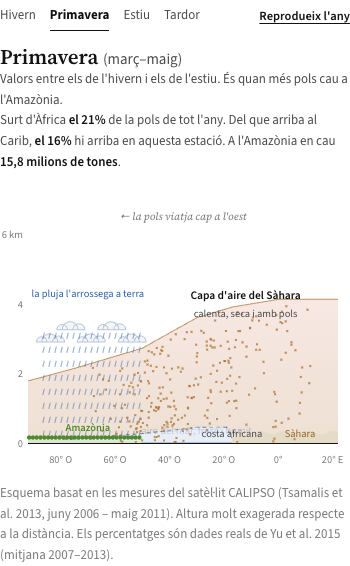 Hivern Primavera Estiu Tardor Reprodueix l'any
Primavera (març–maig)
Valors entre els de l'hivern i els de l'estiu. És quan més pols cau a
l'Amazònia.
Surt d'Àfrica el 21% de la pols de tot l'any. Del que arriba al
Carib, el 16% hi arriba en aquesta estació. A l'Amazònia en cau
15,8 milions de tones.
← la pols viatja cap a l'oest
6 km
la pluja l'arrossega a terra Capa d'aire del Sàhara
4
calenta, seca i amb pols
2
Amazònia costa africana Sàhara
0
80° O 60° O 40° O 20° O 0° 20° E
Esquema basat en les mesures del satèl·lit CALIPSO (Tsamalis et
al. 2013, juny 2006 – maig 2011). Altura molt exagerada respecte
a la distància. Els percentatges són dades reals de Yu et al. 2015
(mitjana 2007–2013).